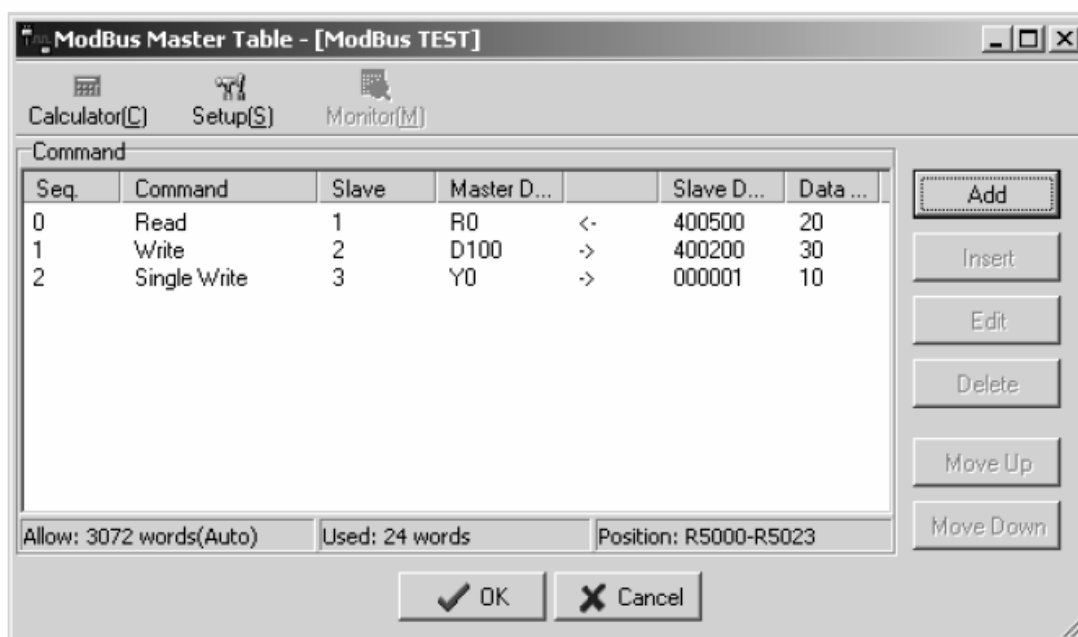 ModBus Master Table - [ModBus TEST]
Calculator(C) Setup(S) Monitor(M)
Command
Seq. Command Slave Master D... Slave D... Data ...
0 Read 1 R0 <- 400500 20
1 Write 2 D100 -> 400200 30
2 Single Write 3 Y0 -> 000001 10
Add
Insert
Edit
Delete
Move Up
Move Down
Allow: 3072 words(Auto) Used: 24 words Position: R5000-R5023
OK Cancel